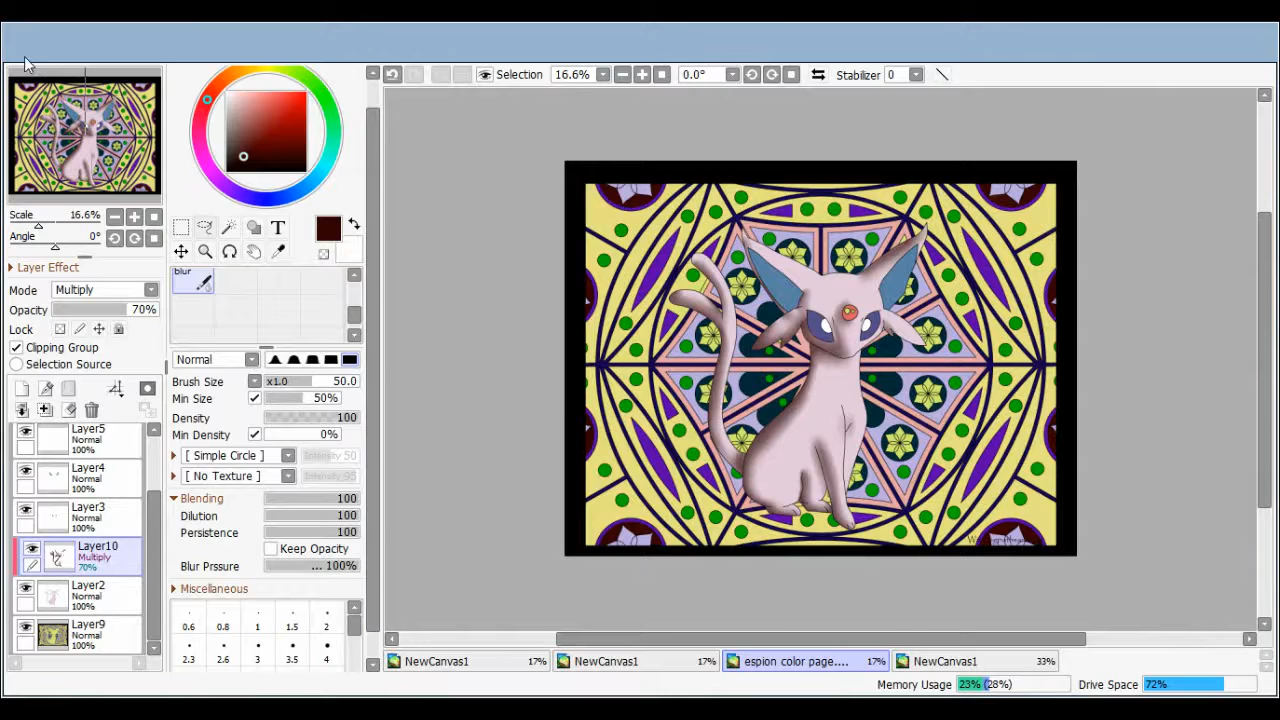 Selection 16.6% 0.0° Stabilizer 0
Scale 16.6%
Angle 0°
Layer Effect
Mode Multiply
Opacity 70%
Lock
Clipping Group
Selection Source
Layer5
Normal
100%
Layer4
Normal
100%
Layer3
Normal
100%
Layer10
Multiply
70%
Layer2
Normal
100%
Layer9
Normal
100%
T
blur
Normal
Brush Size x1.0 50.0
Min Size 50%
Density 100
Min Density 0%
[ Simple Circle ] Intensity 50
[ No Texture ] Intensity 95
Blending 100
Dilution 100
Persistence 100
Keep Opacity
Blur Prssure ... 100%
Miscellaneous
0.6 0.8 1 1.5 2
2.3 2.6 3 3.5 4
NewCanvas1 17% NewCanvas1 17% espion color page.... 17% NewCanvas1 33%
Memory Usage 23% (28%) Drive Space 72%